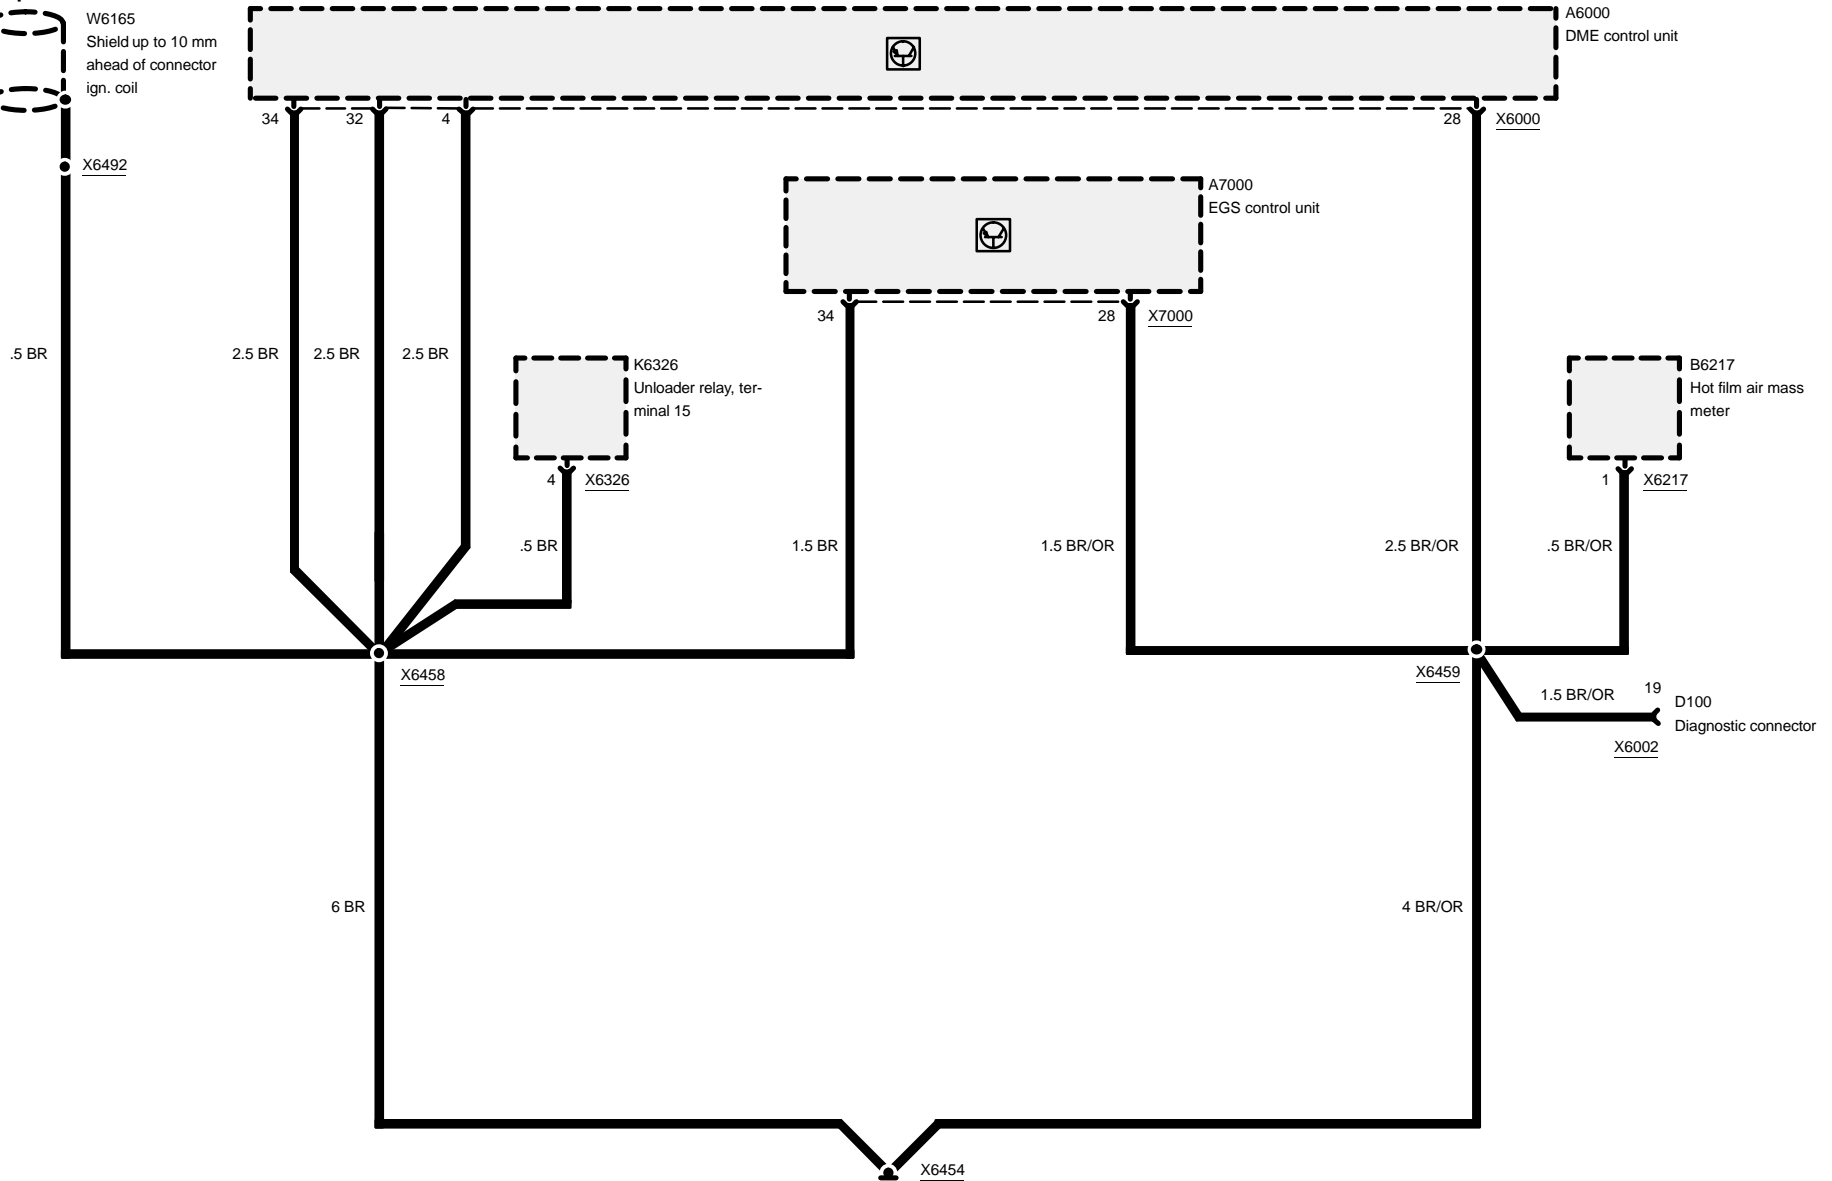 W6165
Shield up to 10 mm
ahead of connector
ign. coil
A6000
DME control unit
34
32
4
28
X6000
X6492
A7000
EGS control unit
34
28
X7000
.5 BR
2.5 BR
2.5 BR
2.5 BR
K6326
Unloader relay, ter-
minal 15
B6217
Hot film air mass
meter
4
X6326
1
X6217
.5 BR
1.5 BR
1.5 BR/OR
2.5 BR/OR
.5 BR/OR
X6458
X6459
1.5 BR/OR
19
D100
Diagnostic connector
X6002
6 BR
4 BR/OR
X6454